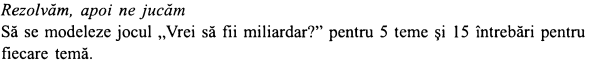 Rezolvăm, apoi ne jucăm
Să se modeleze jocul „Vrei să fii miliardar?” pentru 5 teme şi 15 întrebări pentru
fiecare temă.